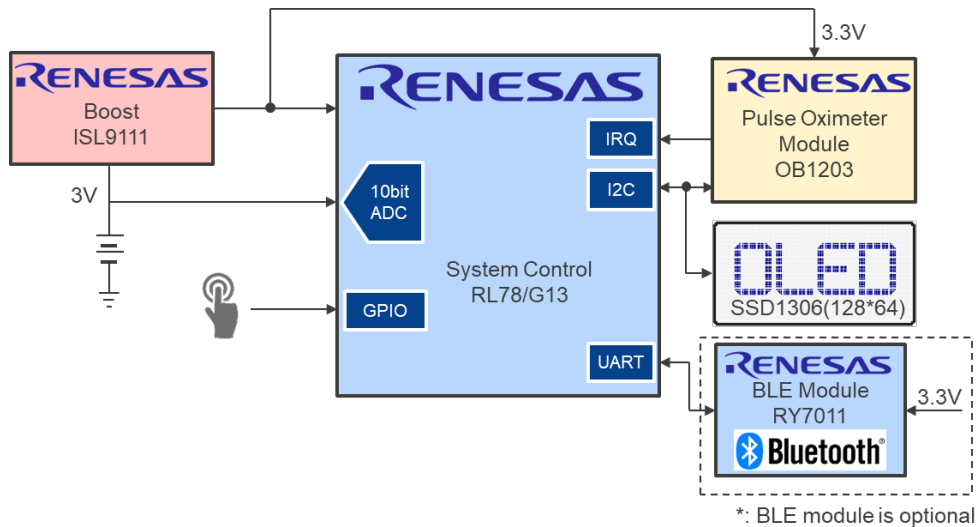 3.3V
RENESAS
Boost
ISL9111
RENESAS
RENESAS
Pulse Oximeter
Module
OB1203
IRQ
I2C
3V
10bit
ADC
System Control
RL78/G13
OLED
SSD1306(128*64)
GPIO
UART
RENESAS
BLE Module
RY7011
3.3V
Bluetooth®
*: BLE module is optional